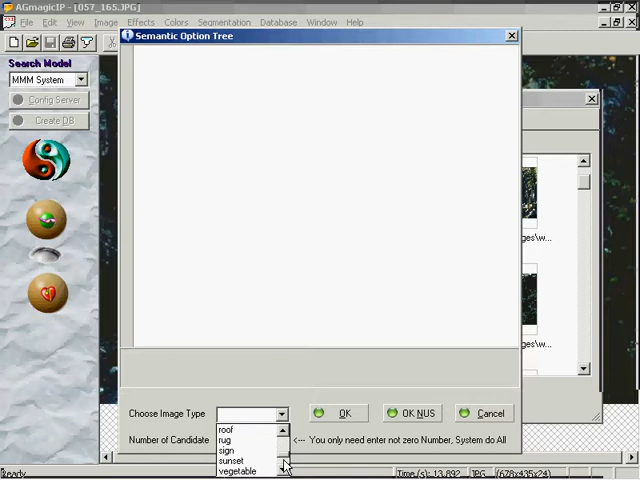 AGmagicIP - [057_165.JPG]
File Edit View Image Effects Colors Segmentation Database Window Help
Search Model
MMM System
Config Server
Create DB
Semantic Option Tree
ges\w...
ges\w...
Choose Image Type
OK
OK NUS
Cancel
roof
rug
sign
sunset
vegetable
Number of Candidate
<--- You only need enter not zero Number, System do All
Ready
Time(s): 13.892 JPG (678x435x24)